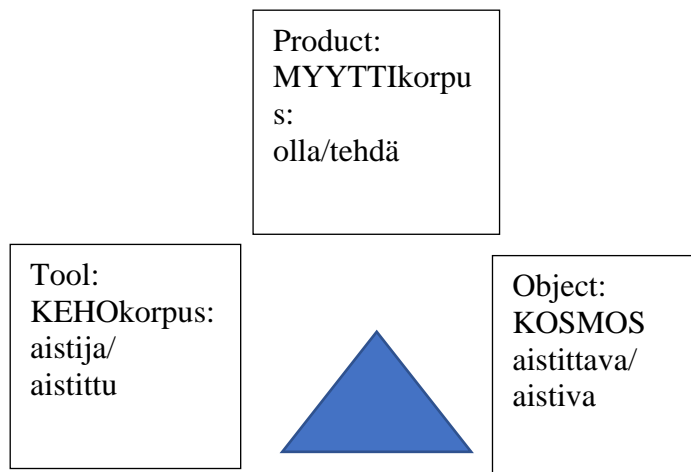 Product:
MYYTTIkorpu
s:
olla/tehdä
Tool:
KEHOkorpus:
aistija/
aistittu
Object:
KOSMOS
aistittava/
aistiva